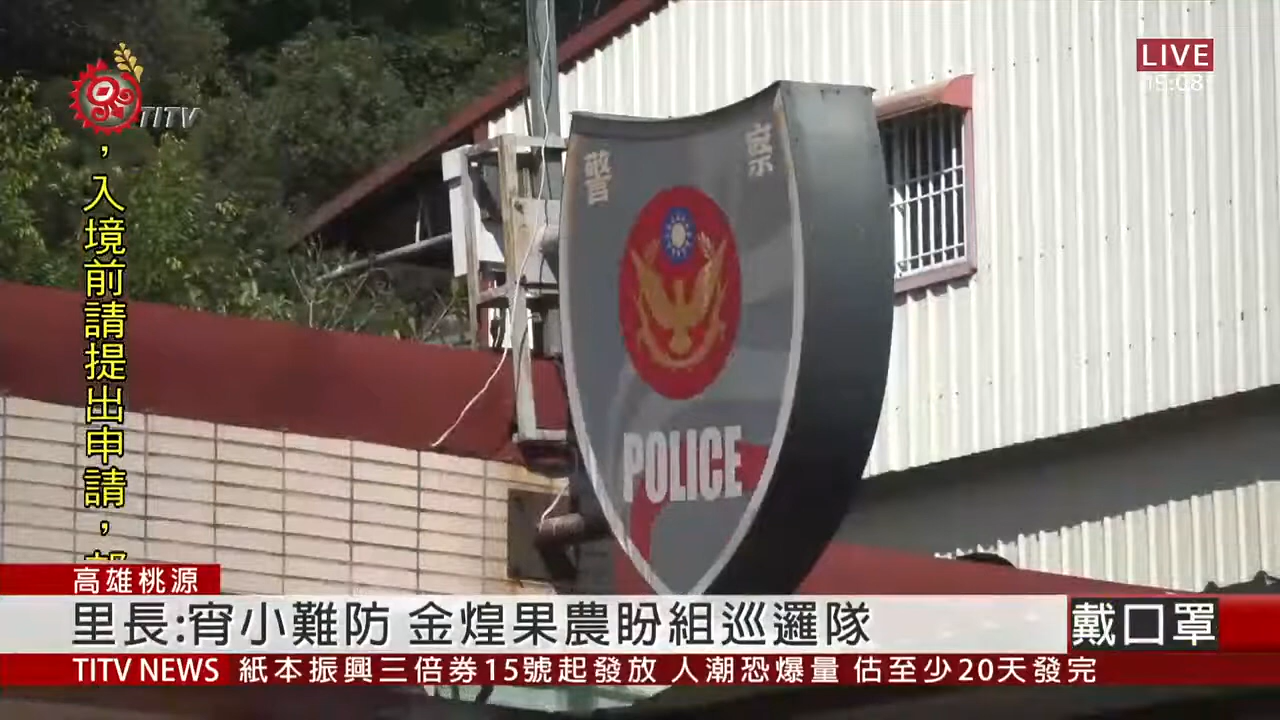 LIVE
15:08
TITV
，入境前請提出申請，
警察
POLICE
高雄桃源
里長:宵小難防 金煌果農盼組巡邏隊
戴口罩
TITV NEWS 紙本振興三倍券15號起發放 人潮恐爆量 估至少20天發完